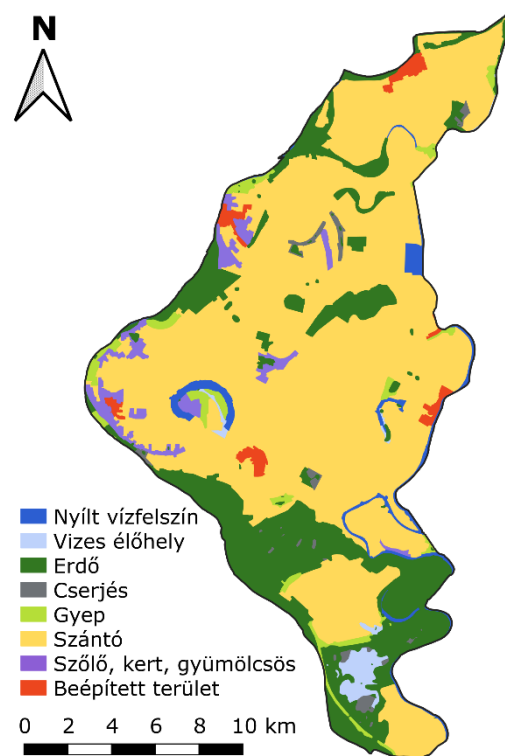 N
Nyílt vízfelszín
Vizes élőhely
Erdő
Cserjés
Gyep
Szántó
Szőlő, kert, gyümölcsös
Beépített terület
0 2 4 6 8 10 km